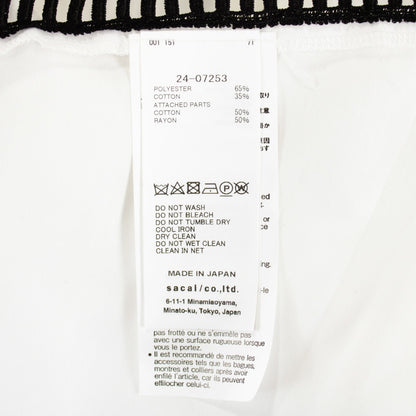 001 151 71
24-07253
POLYESTER 65%
COTTON 35%
ATTACHED PARTS
COTTON 50%
RAYON 50%
DO NOT WASH
DO NOT BLEACH
DO NOT TUMBLE DRY
COOL IRON
DRY CLEAN
DO NOT WET CLEAN
CLEAN IN NET
MADE IN JAPAN
sacai/co.,ltd.
6-11-1 Minamiaoyama,
Minato-ku, Tokyo, Japan
pas frotté ou ne s'emmêle pas
avec une surface rugueuse lorsque
vous le portez.
* Il est recommandé de mettre les
accessoires tels que les bagues,
montres et colliers après avoir
enfilé l'article, car ils peuvent
effilocher celui-ci.